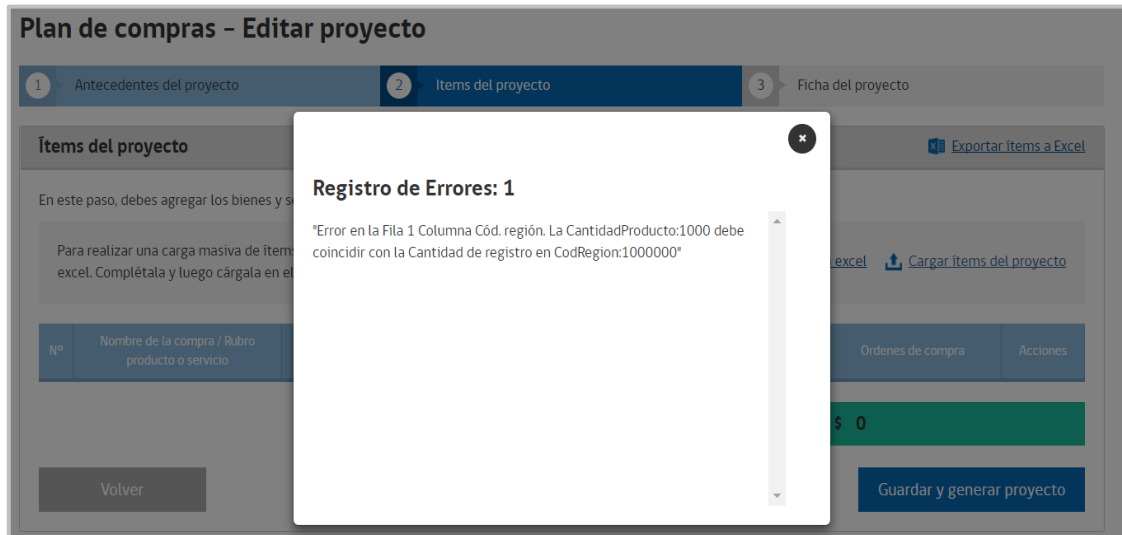 Plan de compras – Editar proyecto
1 Antecedentes del proyecto
2 Items del proyecto
3 Ficha del proyecto
Ítems del proyecto
Exportar ítems a Excel
En este paso, debes agregar los bienes y s
Para realizar una carga masiva de ítem
excel. Complétala y luego cárgala en el
excel
Cargar ítems del proyecto
Registro de Errores: 1
"Error en la Fila 1 Columna Cód. región. La CantidadProducto:1000 debe
coincidir con la Cantidad de registro en CodRegion:1000000"
Nº
Nombre de la compra / Rubro
producto o servicio
Ordenes de compra
Acciones
$ 0
Volver
Guardar y generar proyecto